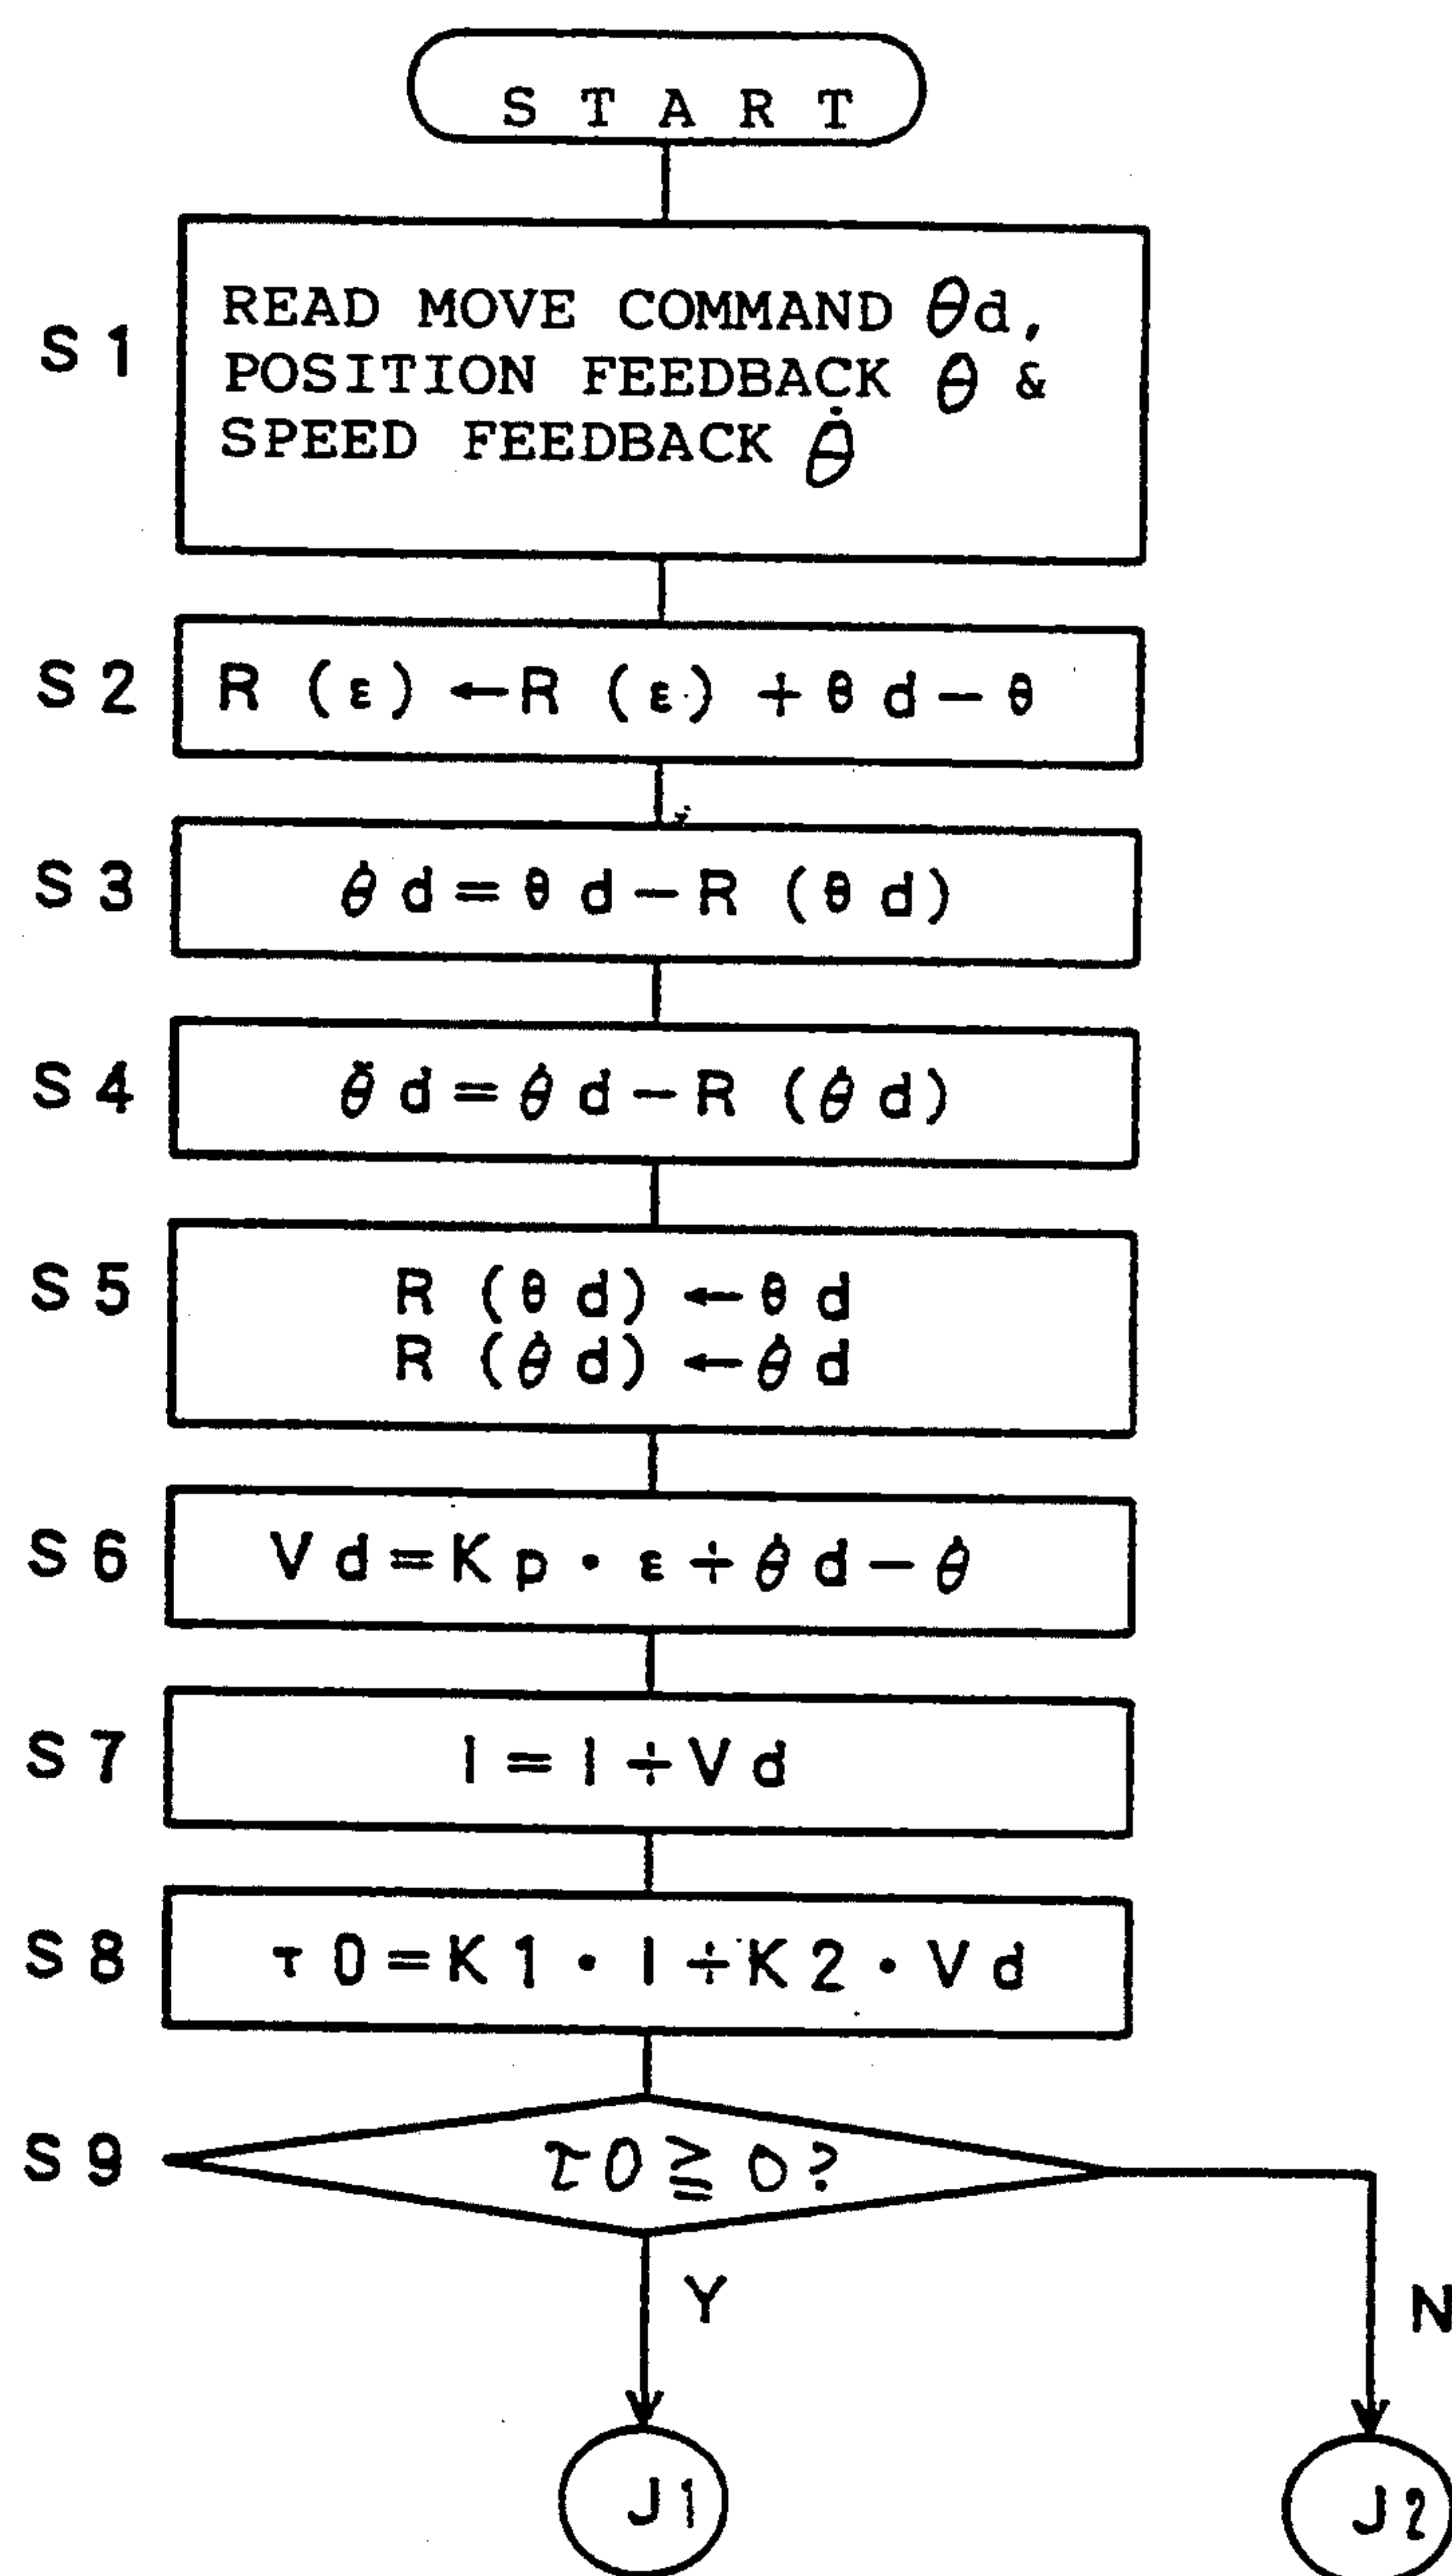 START
S1
READ MOVE COMMAND θd,
POSITION FEEDBACK θ &
SPEED FEEDBACK θ̇
S2
R(ε)←R(ε)+θd−θ
S3
θ̇d=θd−R(θd)
S4
θ̈d=θ̇d−R(θ̇d)
S5
R(θd)←θd
R(θ̇d)←θ̇d
S6
Vd=Kp・ε+θ̇d−θ̇
S7
I=I+Vd
S8
τ0=K1・I+K2・Vd
S9
τ0≧0?
Y
N
J1
J2